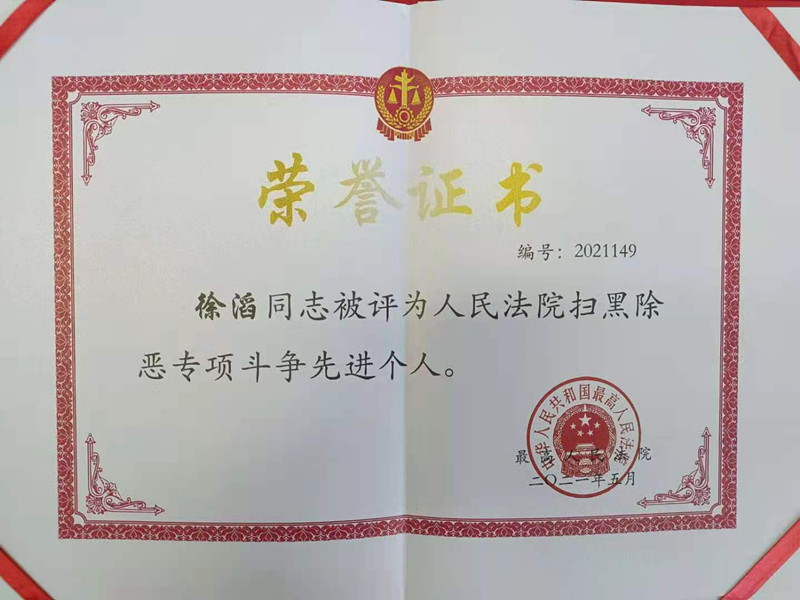 荣誉证书
编号：2021149
徐滔同志被评为人民法院扫黑除
恶专项斗争先进个人。
中华人民共和国最高人民法院
最高人民法院
二〇二一年五月